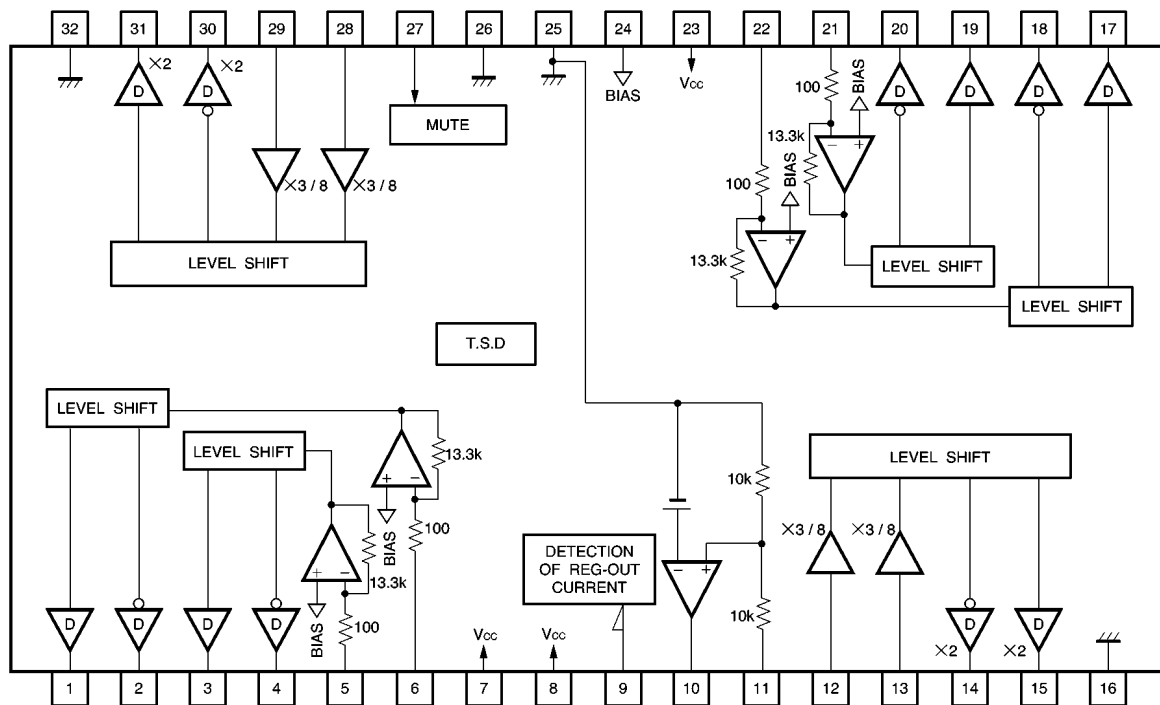 32 31 30 29 28 27 26 25 24 23 22 21 20 19 18 17
×2 ×2
D D
BIAS
VCC
100
BIAS
D D D D
MUTE
13.3k
×3 / 8 ×3 / 8
100
BIAS
− +
− +
13.3k
LEVEL SHIFT
LEVEL SHIFT
LEVEL SHIFT
T.S.D
LEVEL SHIFT
LEVEL SHIFT
13.3k
+ −
LEVEL SHIFT
10k
100
BIAS
×3 / 8 ×3 / 8
DETECTION
OF REG-OUT
CURRENT
− +
+ −
13.3k
BIAS
100
10k
D D D D
VCC VCC
D D
×2 ×2
1 2 3 4 5 6 7 8 9 10 11 12 13 14 15 16